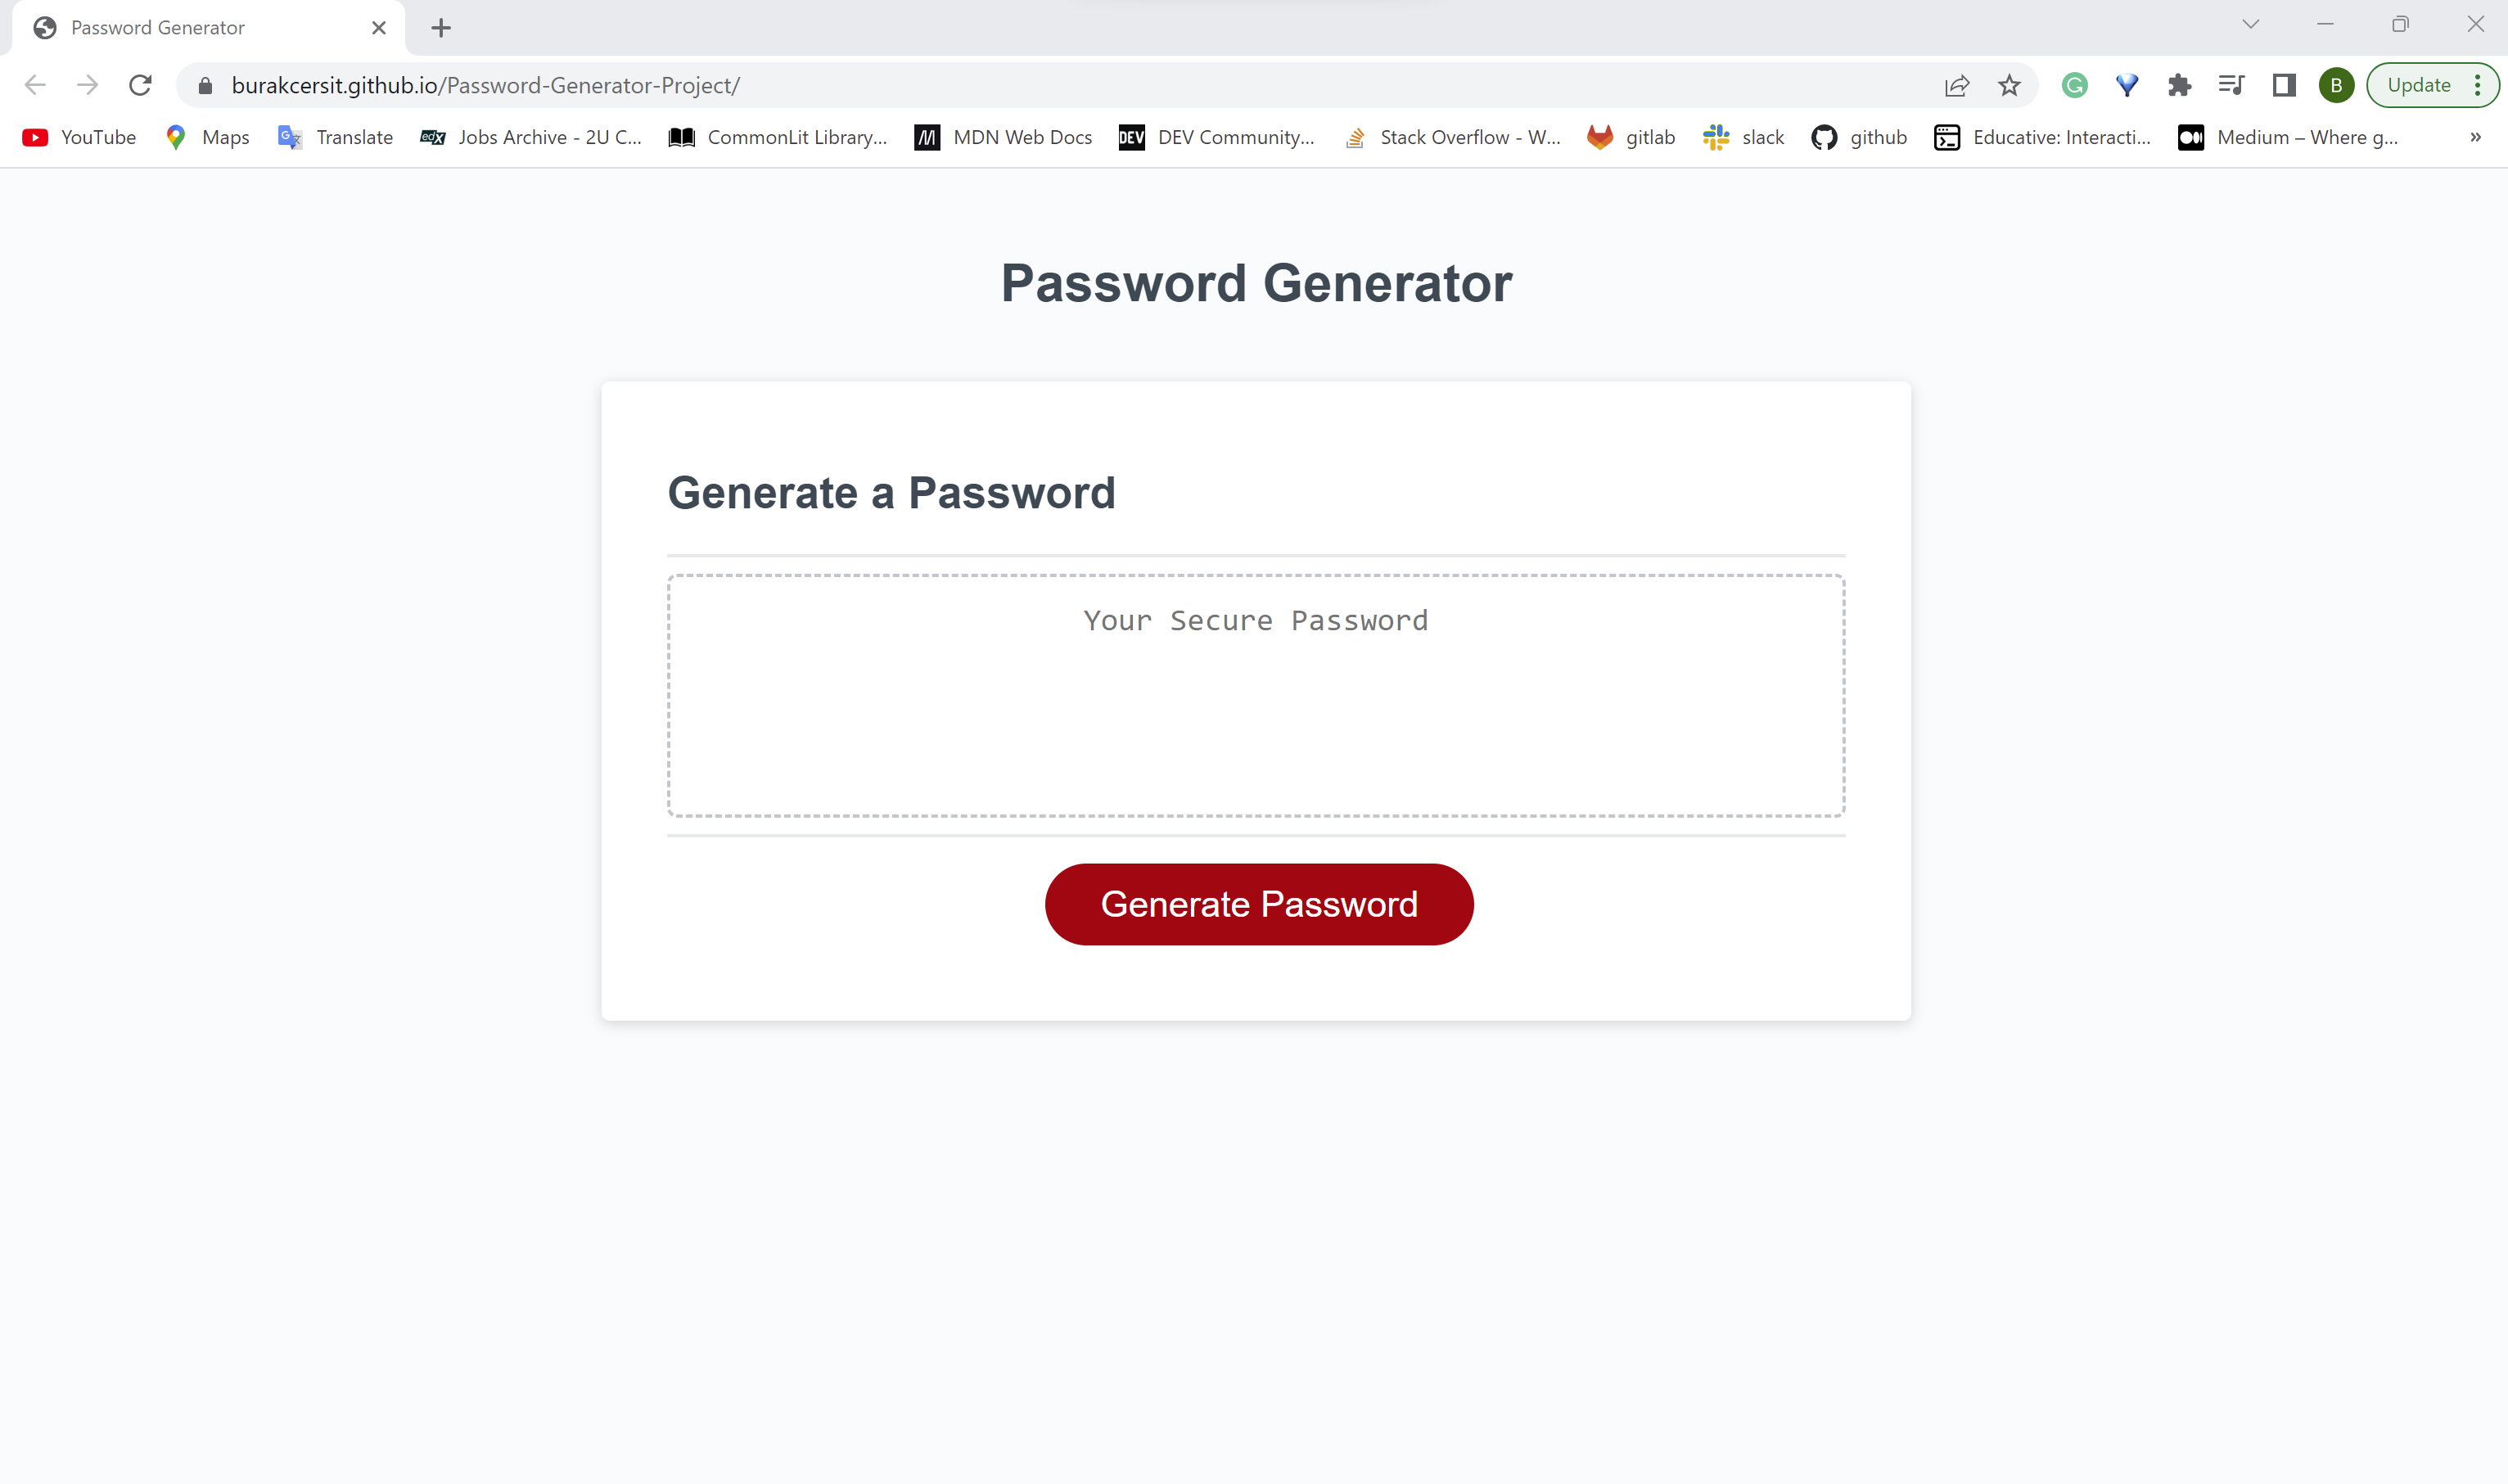 Password Generator
burakcersit.github.io/Password-Generator-Project/
B
Update
YouTube
Maps
Translate
edX
Jobs Archive - 2U C...
CommonLit Library...
MDN Web Docs
DEV
DEV Community...
Stack Overflow - W...
gitlab
slack
github
Educative: Interacti...
Medium – Where g...
»
Password Generator
Generate a Password
Your Secure Password
Generate Password